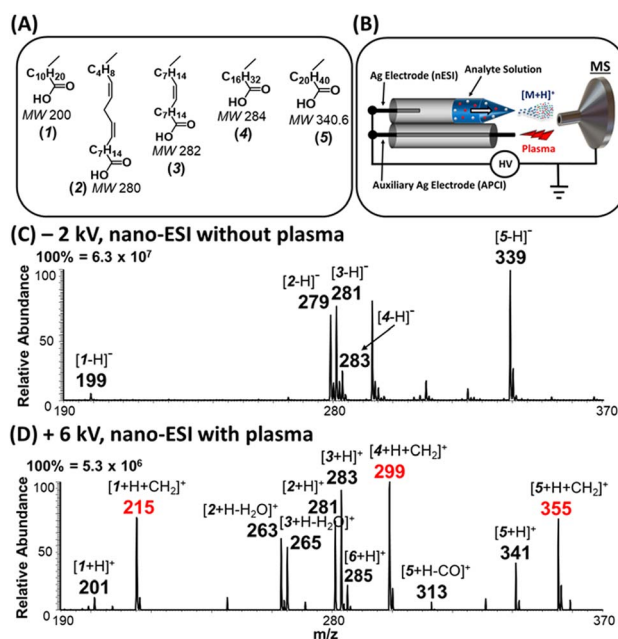 (A)
C10H20
O
HO
MW 200
(1)
C4H8
C7H14
O
HO
(2) MW 280
C7H14
C7H14
O
HO
MW 282
(3)
C16H32
O
HO
MW 284
(4)
C20H40
O
HO
MW 340.6
(5)
(B)
Ag Electrode (nESI)
Analyte Solution
MS
[M+H]+
Plasma
HV
Auxiliary Ag Electrode (APCI)
(C) – 2 kV, nano-ESI without plasma
100% = 6.3 x 10^7
Relative Abundance
100
50
0
[1-H]-
199
[2-H]-
279
[3-H]-
281
[4-H]-
283
[5-H]-
339
190
280
370
(D) + 6 kV, nano-ESI with plasma
100% = 5.3 x 10^6
Relative Abundance
100
50
0
[1+H]+
201
[1+H+CH2]+
215
[2+H-H2O]+
263
[3+H-H2O]+
265
[2+H]+
281
[3+H]+
283
[6+H]+
285
[4+H+CH2]+
299
[5+H-CO]+
313
[5+H]+
341
[5+H+CH2]+
355
190
280
370
m/z